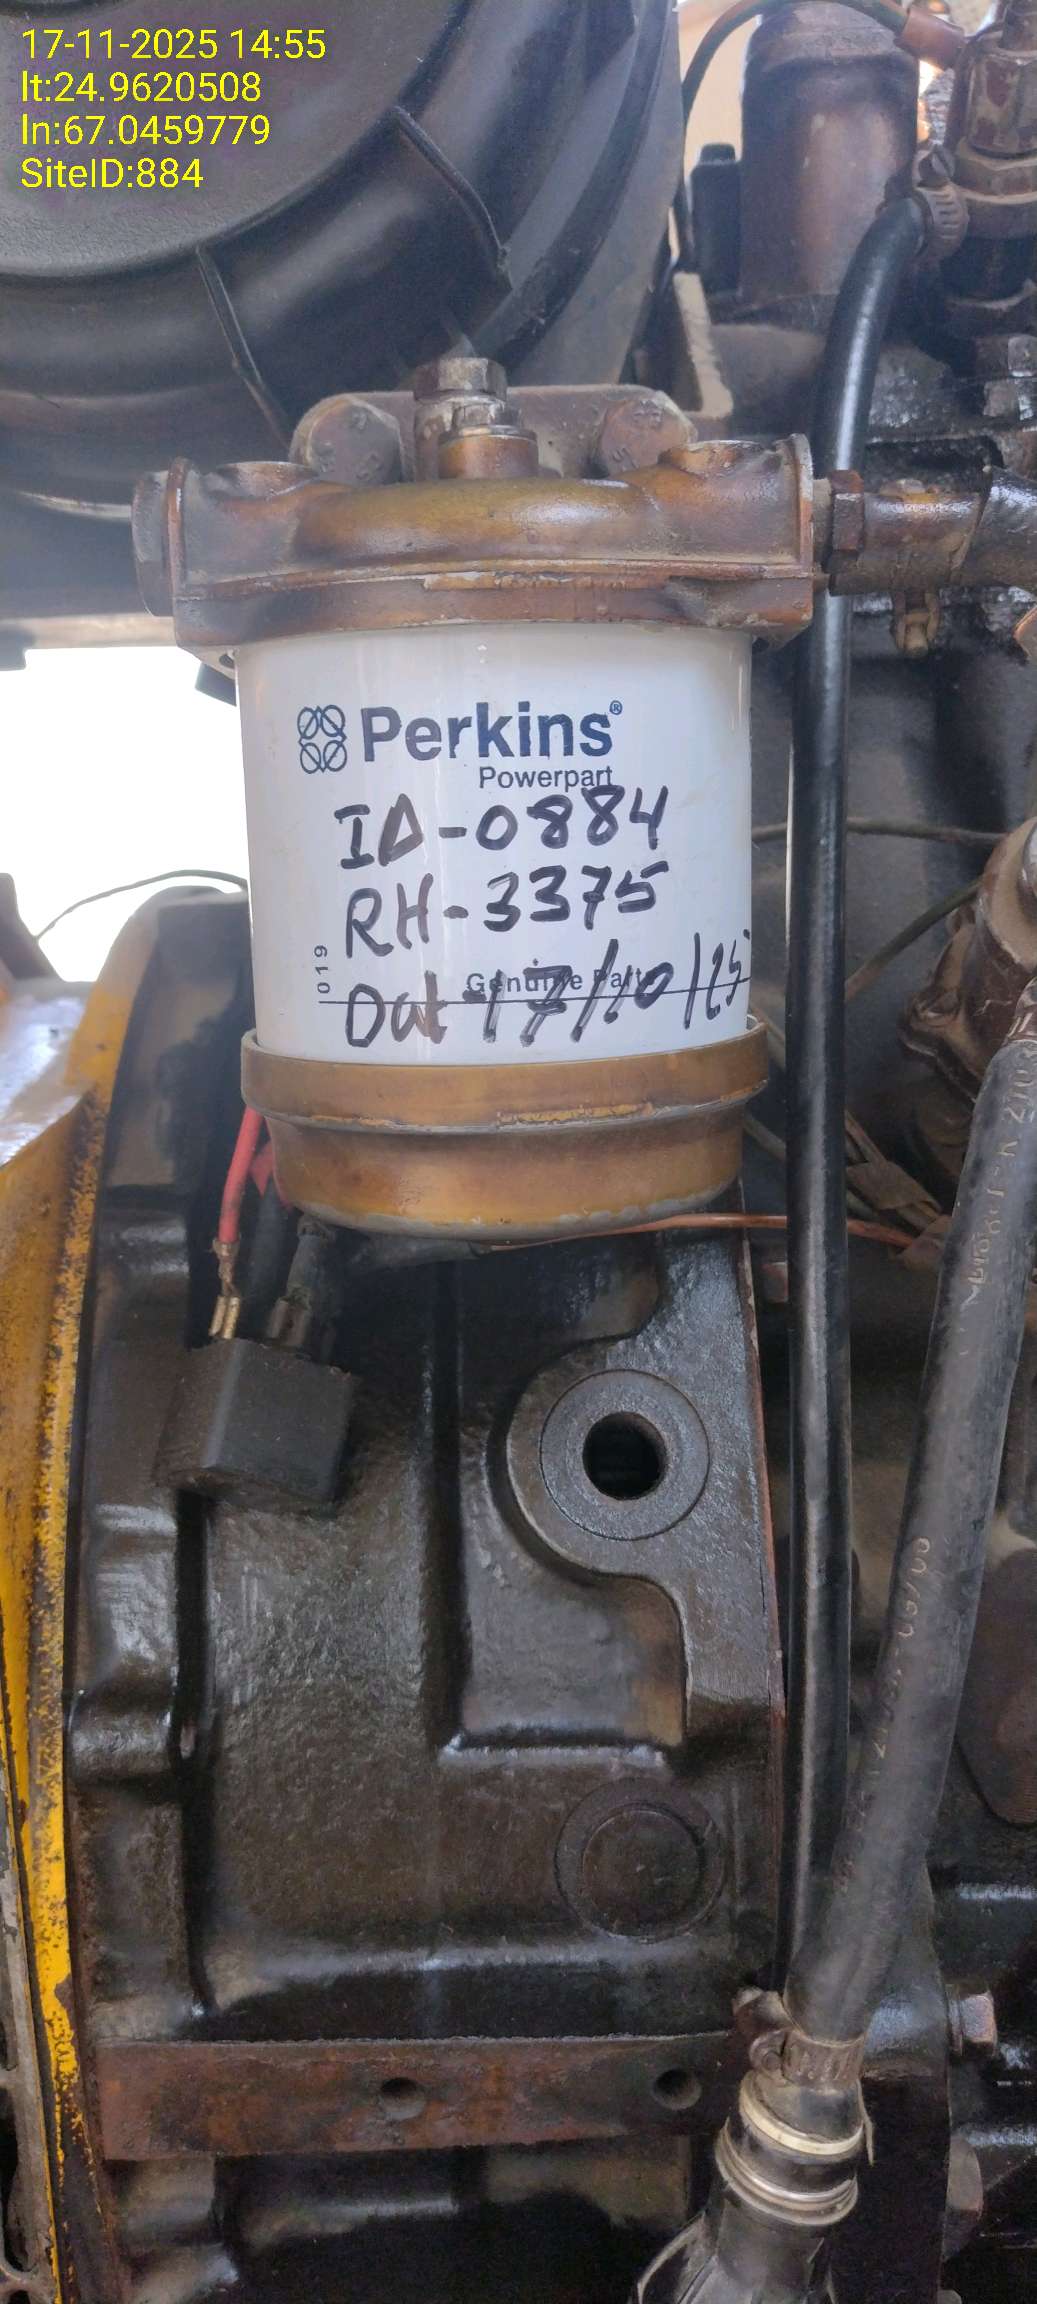 17-11-2025 14:55
lt:24.9620508
ln:67.0459779
SiteID:884
Perkins®
Powerpart
ID-0884
RH-3375
019
Genuine Parts
Dat-17/10/25